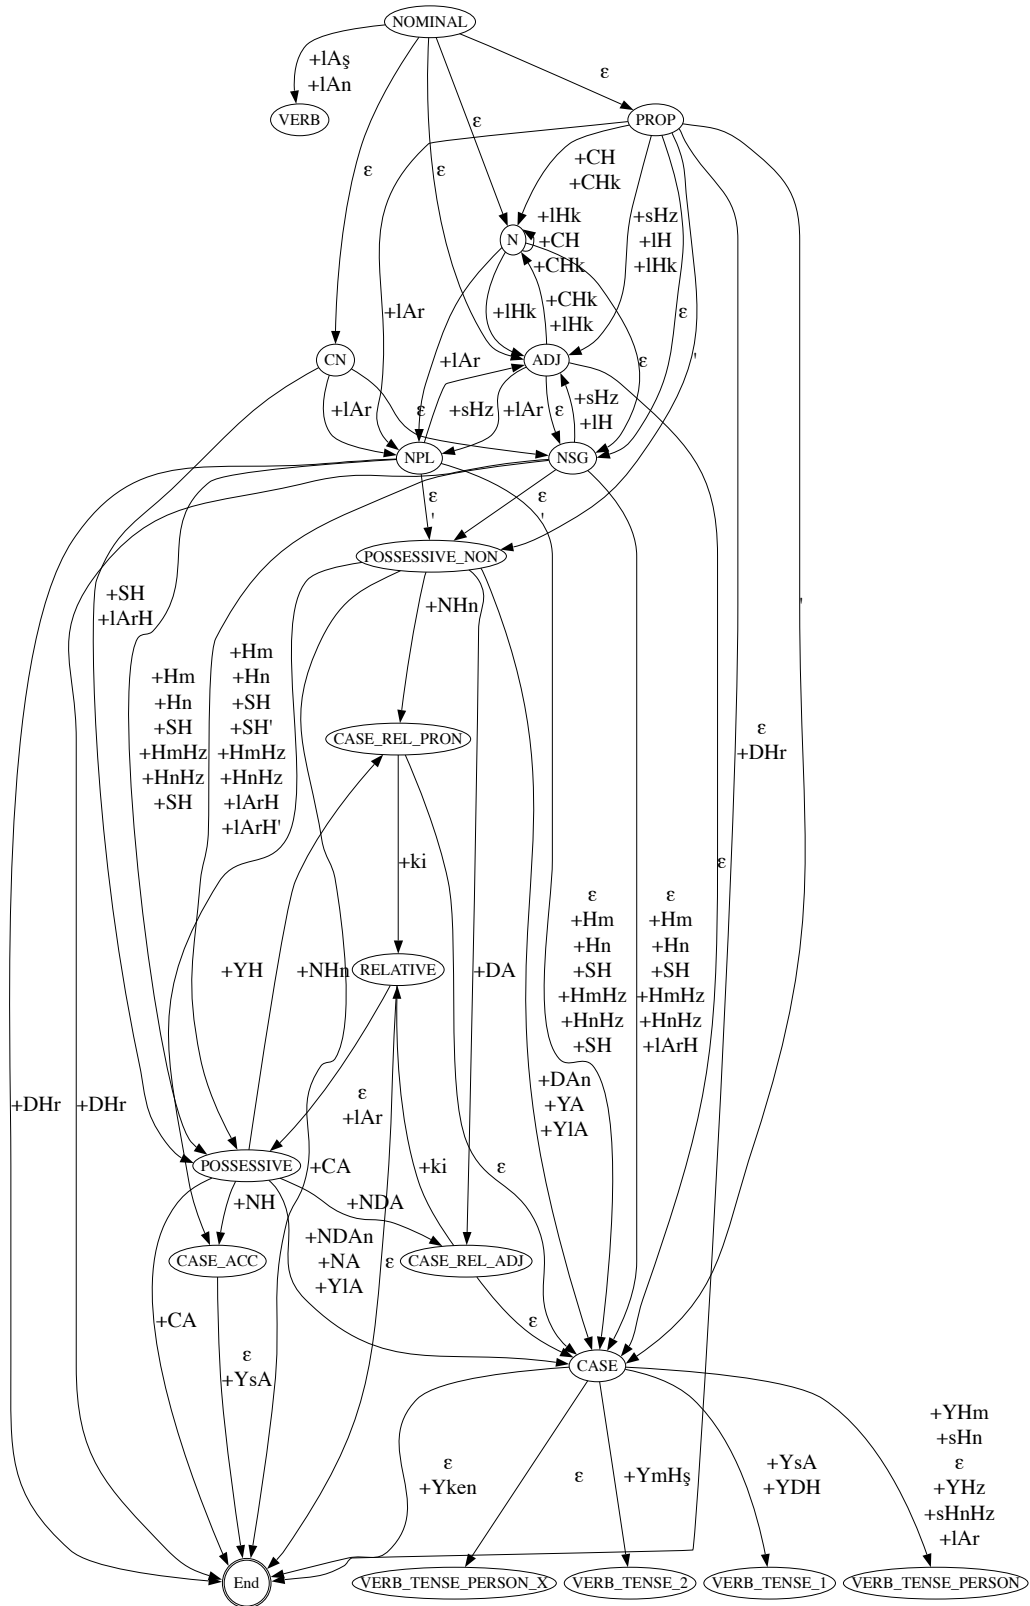 NOMINAL
+lAş
+lAn
ε
VERB
PROP
ε
ε
ε
+CH
+CHk
+lHk
+CH
+CHk
+sHz
+lH
+lHk
N
+lAr
+lHk
+CHk
+lHk
ε
ε
'
CN
+lAr
ADJ
+lAr
ε
+sHz
+lAr
ε
+sHz
+lH
NPL
NSG
ε
'
ε
'
POSSESSIVE_NON
+SH
+lArH
+NHn
'
+Hm
+Hn
+SH
+HmHz
+HnHz
+SH
+Hm
+Hn
+SH
+SH'
+HmHz
+HnHz
+lArH
+lArH'
CASE_REL_PRON
ε
+DHr
+ki
ε
ε
+Hm
+Hn
+SH
+HmHz
+HnHz
+SH
ε
+Hm
+Hn
+SH
+HmHz
+HnHz
+lArH
+YH
+NHn
RELATIVE
+DA
+DHr
+DHr
ε
+lAr
+DAn
+YA
+YlA
POSSESSIVE
+CA
+ki
ε
+NH
+NDA
CASE_ACC
+NDAn
+NA
+YlA
ε
CASE_REL_ADJ
+CA
ε
+YsA
ε
CASE
ε
+Yken
ε
+YmHş
+YsA
+YDH
+YHm
+sHn
ε
+YHz
+sHnHz
+lAr
End
VERB_TENSE_PERSON_X
VERB_TENSE_2
VERB_TENSE_1
VERB_TENSE_PERSON